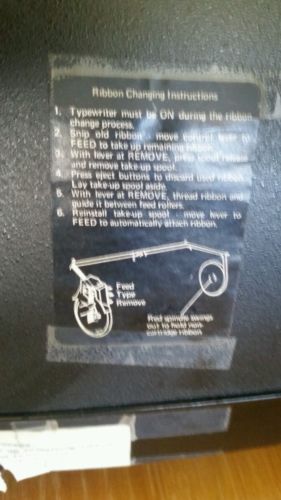 Ribbon Changing Instructions
1. Typewriter must be ON during the ribbon
change process.
2. Snip old ribbon - move control lever to
FEED to take up remaining ribbon.
3. With lever at REMOVE, press spool release
and remove take-up spool.
4. Press eject buttons to discard used ribbon.
Lay take-up spool aside.
5. With lever at REMOVE, thread ribbon and
guide it between feed rollers.
6. Reinstall take-up spool - move lever to
FEED to automatically attach ribbon.
Feed
Type
Remove
Red spindle swings
out to hold non-
cartridge ribbon.